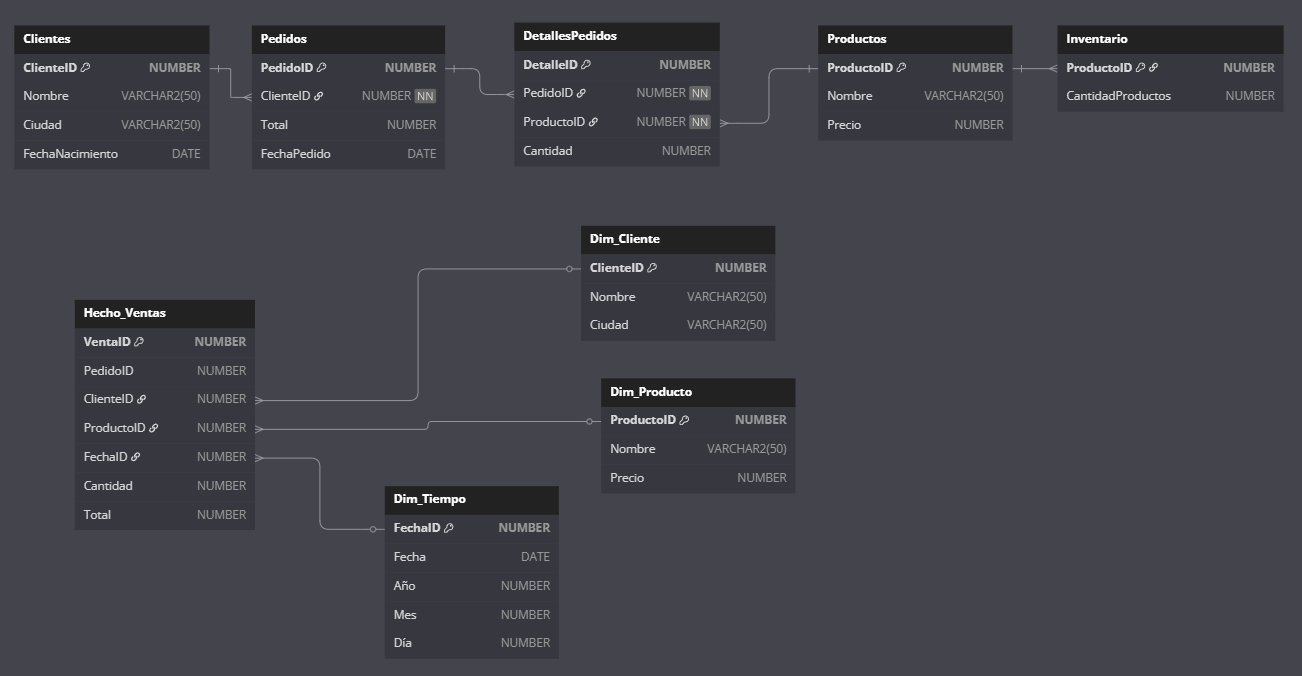 Clientes
ClienteID NUMBER
Nombre VARCHAR2(50)
Ciudad VARCHAR2(50)
FechaNacimiento DATE
Pedidos
PedidoID NUMBER
ClienteID NUMBER NN
Total NUMBER
FechaPedido DATE
DetallesPedidos
DetalleID NUMBER
PedidoID NUMBER NN
ProductoID NUMBER NN
Cantidad NUMBER
Productos
ProductoID NUMBER
Nombre VARCHAR2(50)
Precio NUMBER
Inventario
ProductoID NUMBER
CantidadProductos NUMBER
Dim_Cliente
ClienteID NUMBER
Nombre VARCHAR2(50)
Ciudad VARCHAR2(50)
Hecho_Ventas
VentaID NUMBER
PedidoID NUMBER
ClienteID NUMBER
ProductoID NUMBER
FechaID NUMBER
Cantidad NUMBER
Total NUMBER
Dim_Producto
ProductoID NUMBER
Nombre VARCHAR2(50)
Precio NUMBER
Dim_Tiempo
FechaID NUMBER
Fecha DATE
Año NUMBER
Mes NUMBER
Día NUMBER